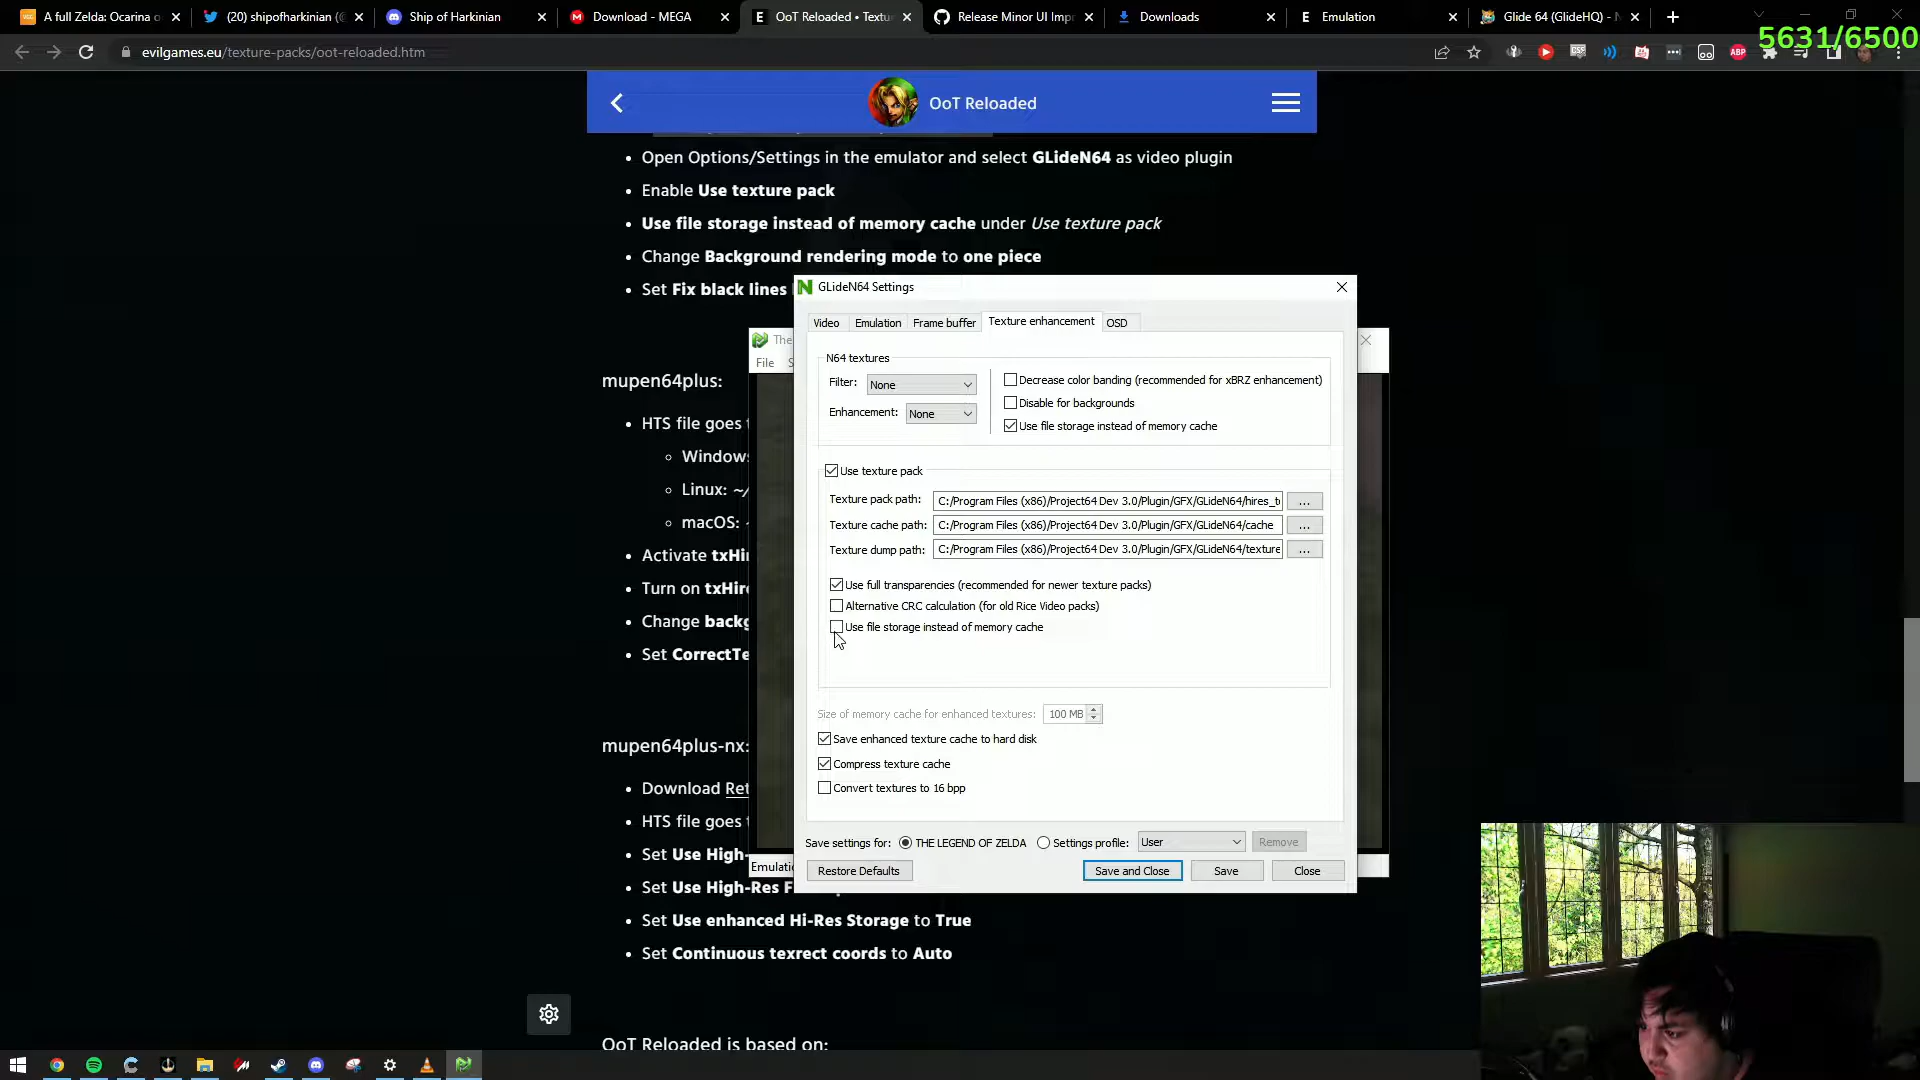 A full Zelda: Ocarina o
(20) shipofharkinian (@
Ship of Harkinian
Download - MEGA
OoT Reloaded • Textu
Release Minor UI Impr
Downloads
Emulation
Glide 64 (GlideHQ) - N
5631/6500
evilgames.eu/texture-packs/oot-reloaded.htm
OoT Reloaded
Open Options/Settings in the emulator and select GLideN64 as video plugin
Enable Use texture pack
Use file storage instead of memory cache under Use texture pack
Change Background rendering mode to one piece
Set Fix black lines
mupen64plus:
HTS file goes t
Windows
Linux: ~/
macOS: ~
Activate txHir
Turn on txHire
Change backg
Set CorrectTe
mupen64plus-nx:
Download Ret
HTS file goes t
Set Use High-
Set Use High-Res F
Set Use enhanced Hi-Res Storage to True
Set Continuous texrect coords to Auto
OoT Reloaded is based on:
The
File S
Emulatio
GLideN64 Settings
Video Emulation Frame buffer Texture enhancement OSD
N64 textures
Filter: None
Enhancement: None
Decrease color banding (recommended for xBRZ enhancement)
Disable for backgrounds
Use file storage instead of memory cache
Use texture pack
Texture pack path: C:/Program Files (x86)/Project64 Dev 3.0/Plugin/GFX/GLideN64/hires_t ...
Texture cache path: C:/Program Files (x86)/Project64 Dev 3.0/Plugin/GFX/GLideN64/cache ...
Texture dump path: C:/Program Files (x86)/Project64 Dev 3.0/Plugin/GFX/GLideN64/texture ...
Use full transparencies (recommended for newer texture packs)
Alternative CRC calculation (for old Rice Video packs)
Use file storage instead of memory cache
Size of memory cache for enhanced textures: 100 MB
Save enhanced texture cache to hard disk
Compress texture cache
Convert textures to 16 bpp
Save settings for: THE LEGEND OF ZELDA Settings profile: User Remove
Restore Defaults Save and Close Save Close